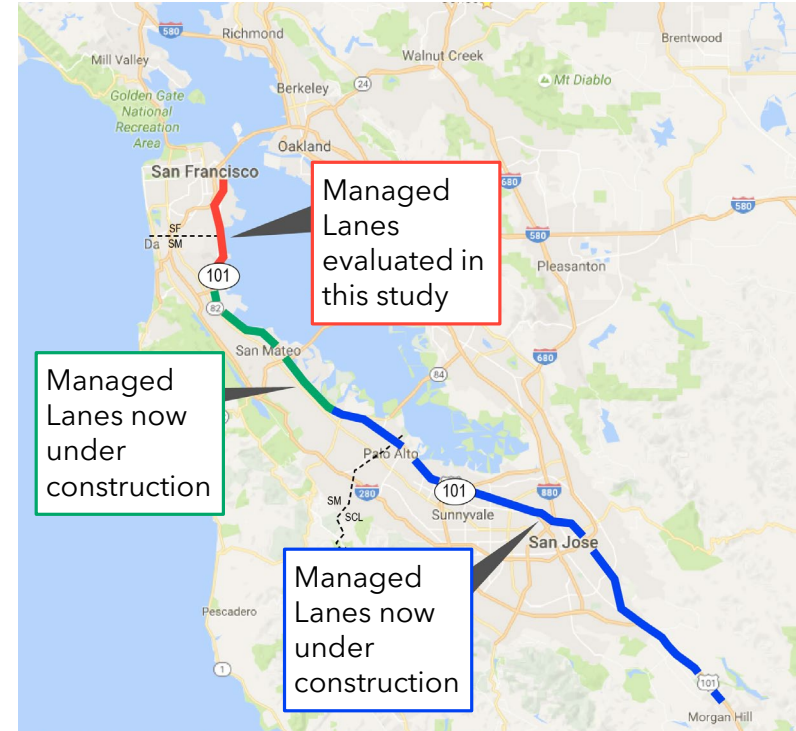 580
Richmond
Walnut Creek
Brentwood
Mill Valley
Mt Diablo
Golden Gate
National
Recreation
Area
Berkeley
24
Oakland
San Francisco
Managed
Lanes
evaluated in
this study
680
580
580
SF
Da
SM
Pleasanton
101
82
San Mateo
680
84
Managed
Lanes now
under
construction
Palo Alto
280
101
880
SM
SCL
Sunnyvale
San Jose
Managed
Lanes now
under
construction
Pescadero
1
101
Morgan Hill